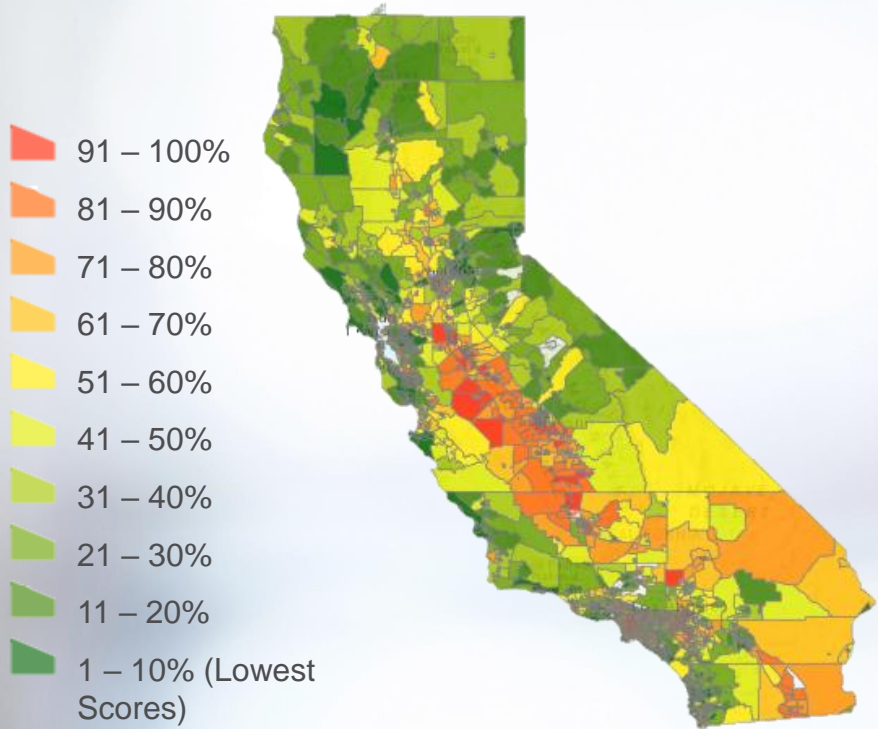 91 – 100%
81 – 90%
71 – 80%
61 – 70%
51 – 60%
41 – 50%
31 – 40%
21 – 30%
11 – 20%
1 – 10% (Lowest
Scores)